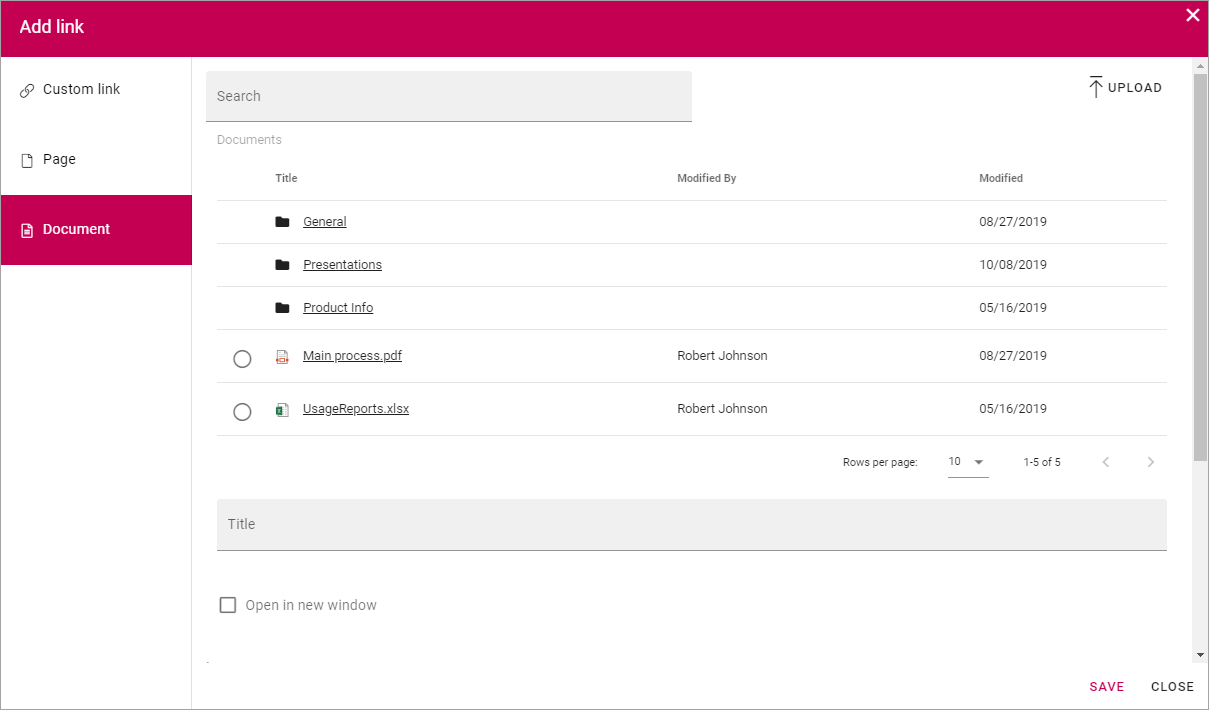 Add link
Custom link
Page
Document
Search
UPLOAD
Documents
Title Modified By Modified
General 08/27/2019
Presentations 10/08/2019
Product Info 05/16/2019
Main process.pdf Robert Johnson 08/27/2019
UsageReports.xlsx Robert Johnson 05/16/2019
Rows per page: 10 1-5 of 5
Title
Open in new window
SAVE CLOSE